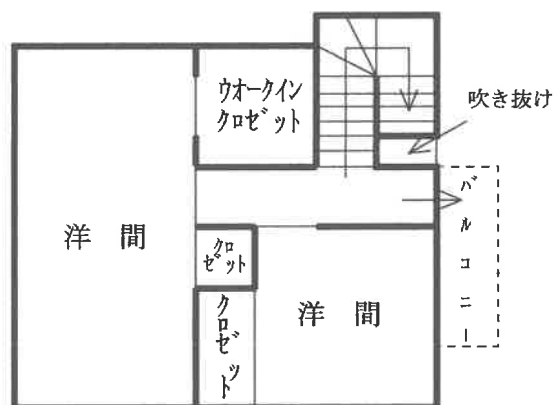 ウオークイン
クロゼット
吹き抜け
洋間
クロ
ゼット
クロゼット
洋間
バルコニー